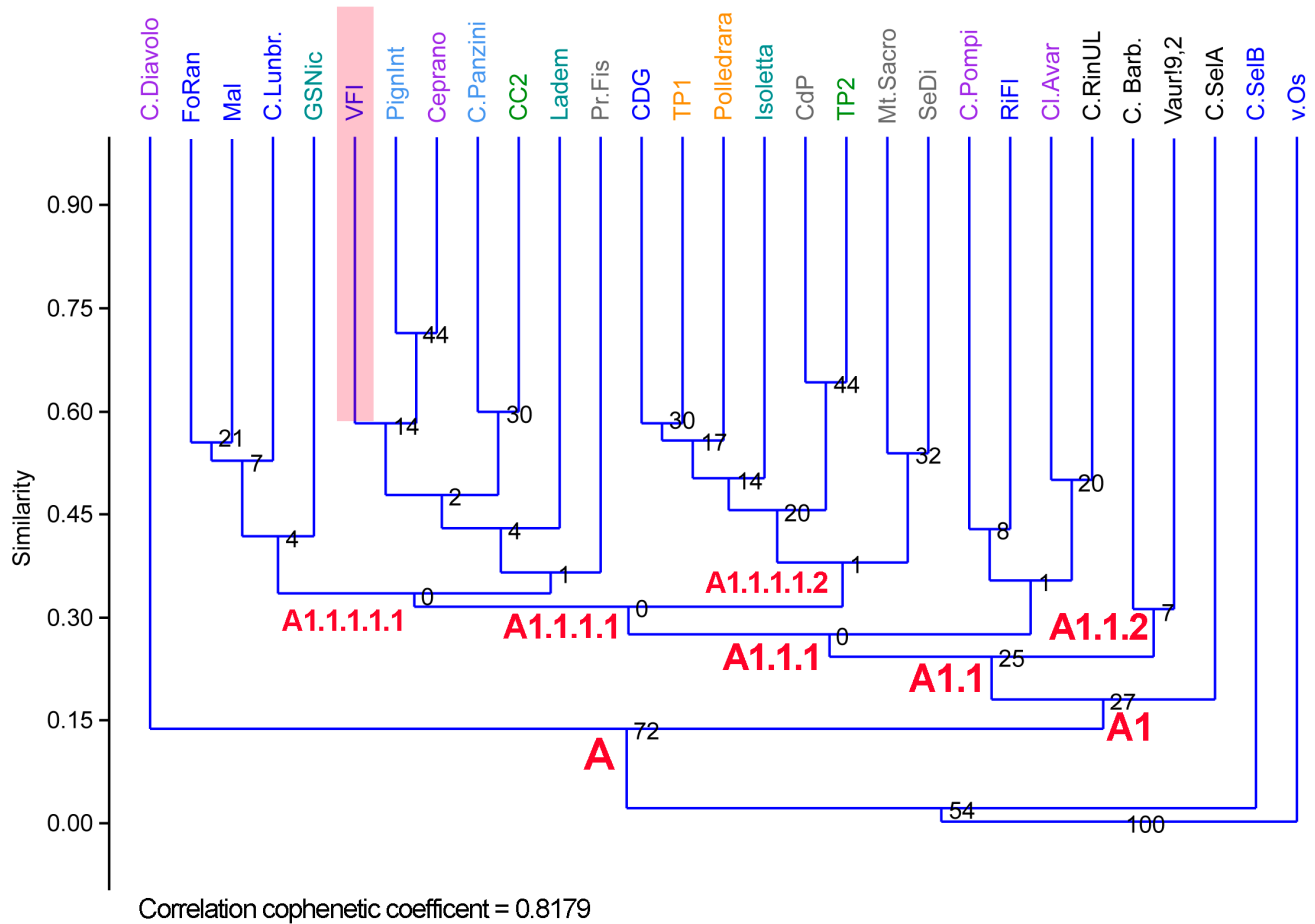 C.Diavolo
FoRan
Mal
C.Lunbr.
GSNic
VFI
PignInt
Ceprano
C.Panzini
CC2
Ladem
Pr.Fis
CDG
TP1
Polledrara
Isoletta
CdP
TP2
Mt.Sacro
SeDi
C.Pompi
RiFI
Cl.Avar
C.RinUL
C. Barb.
Vaur!9,2
C.SelA
C.SelB
v.Os
0.90
0.75
0.60
0.45
0.30
0.15
0.00
Similarity
44
44
30
14
30
21
17
7
32
14
20
2
20
4
4
8
1
1
1
0
A1.1.1.1.2
0
7
A1.1.1.1.1
A1.1.1.1
A1.1.2
0
A1.1.1
25
A1.1
27
A1
72
A
54
100
Correlation cophenetic coefficent = 0.8179